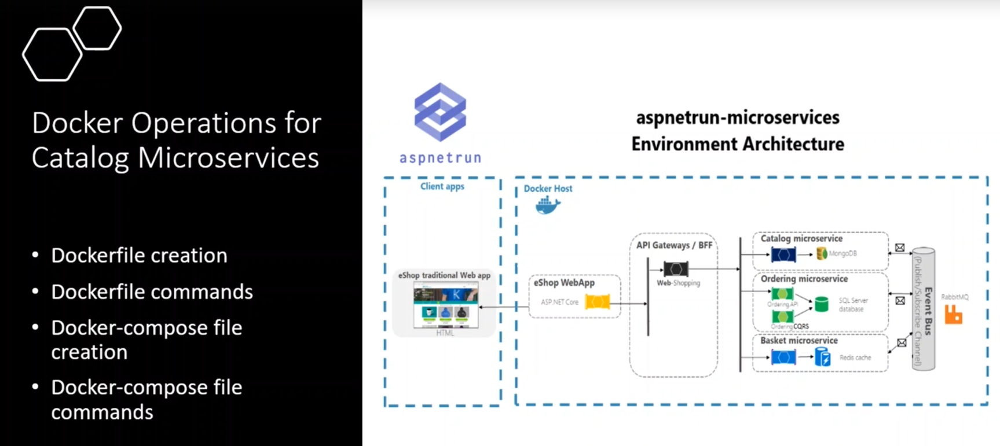 Docker Operations for
Catalog Microservices
• Dockerfile creation
• Dockerfile commands
• Docker-compose file
creation
• Docker-compose file
commands
aspnetrun
aspnetrun-microservices
Environment Architecture
Client apps
eShop traditional Web app
HTML
Docker Host
eShop WebApp
ASP.NET Core
API Gateways / BFF
Web-Shopping
Catalog microservice
MongoDB
Ordering microservice
Ordering.API
Ordering CQRS
SQL Server
database
Basket microservice
Redis cache
Event Bus
(Publish/Subscribe Channel)
RabbitMQ